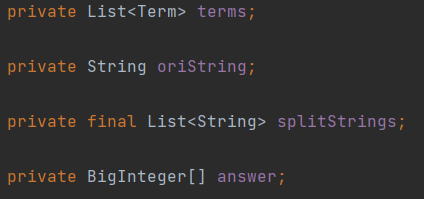 private List<Term> terms;
private String oriString;
private final List<String> splitStrings;
private BigInteger[] answer;